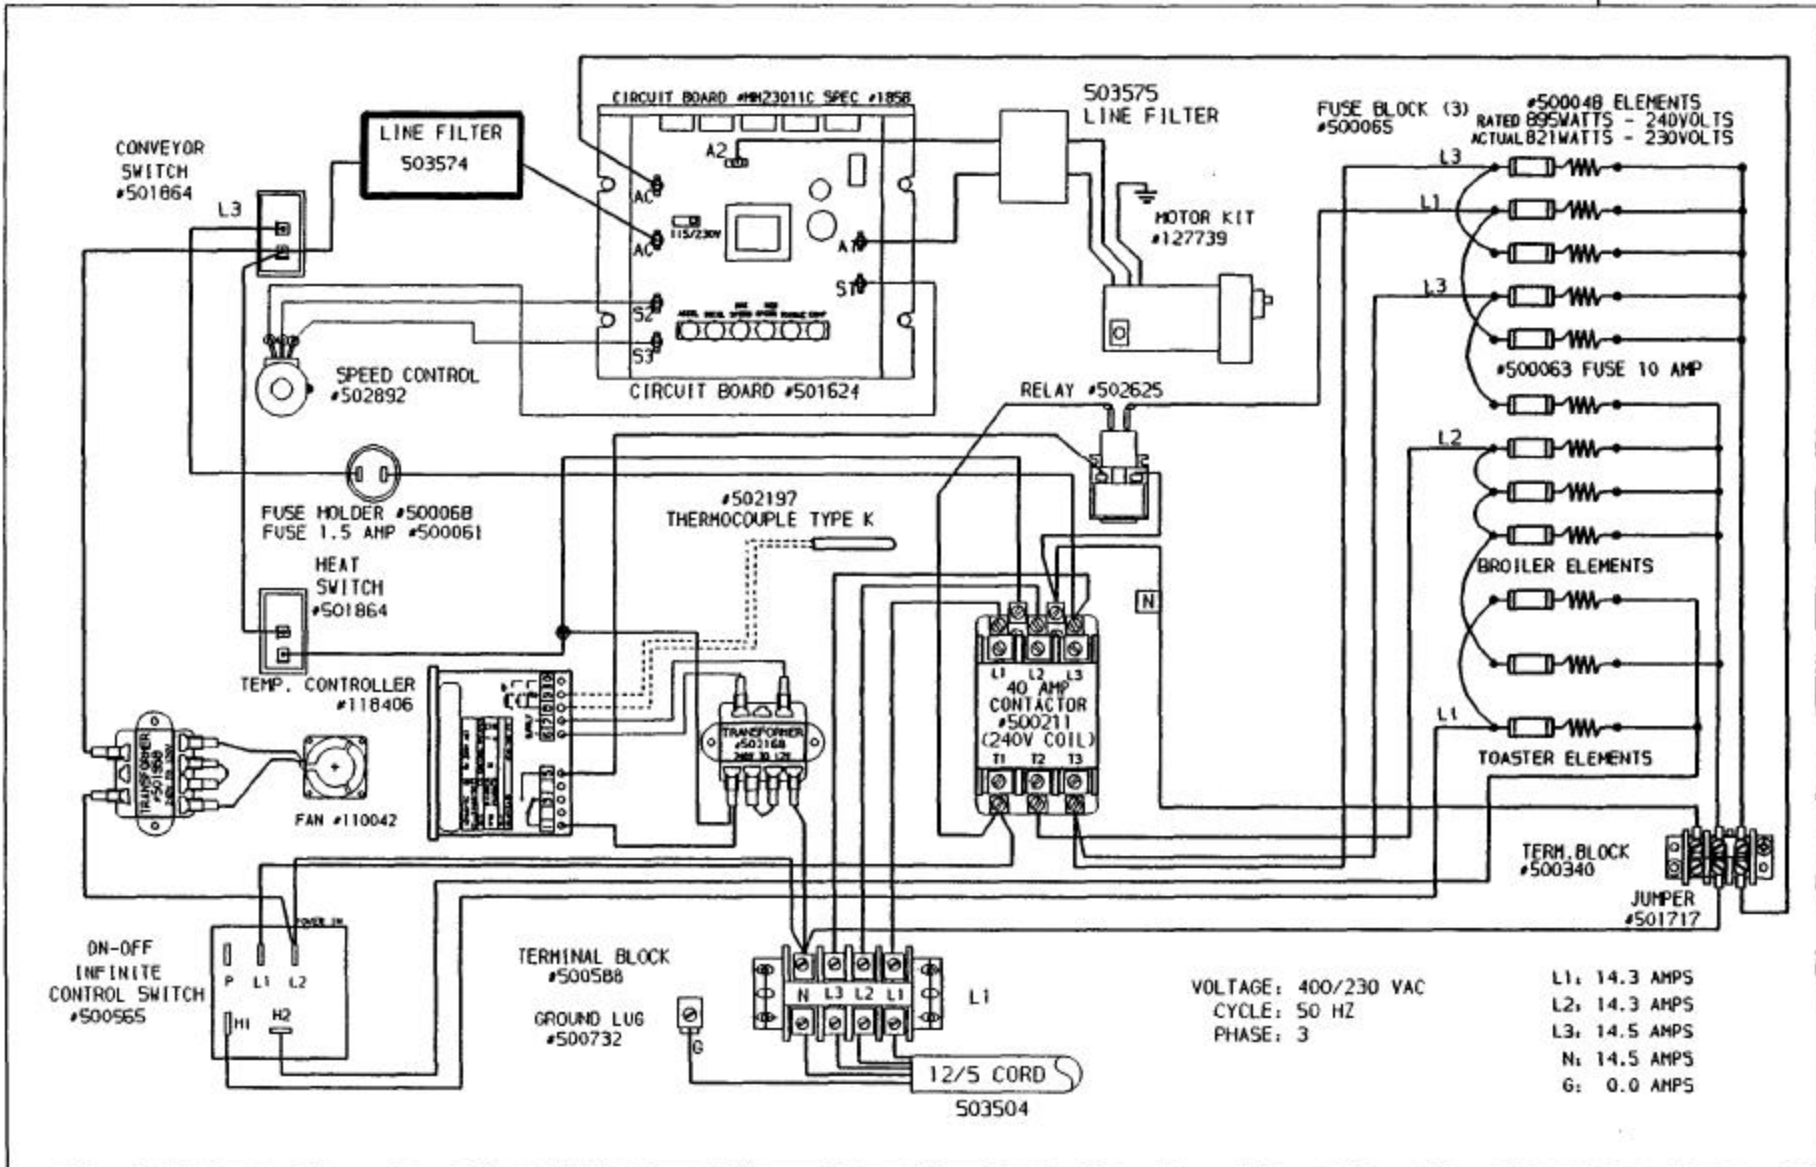 CIRCUIT BOARD #MM23011C SPEC #1858
LINE FILTER
503574
CONVEYOR
SWITCH
#501864
L3
A2
AC
AC
115/230V
A1
S1
S2
S3
CIRCUIT BOARD #501624
503575
LINE FILTER
MOTOR KIT
#127739
FUSE BLOCK (3)
#500065
#500048 ELEMENTS
RATED 895WATTS - 240VOLTS
ACTUAL 821WATTS - 230VOLTS
L3
L1
L3
#500063 FUSE 10 AMP
L2
BROILER ELEMENTS
L1
TOASTER ELEMENTS
SPEED CONTROL
#502892
RELAY #502625
FUSE HOLDER #500068
FUSE 1.5 AMP #500061
#502197
THERMOCOUPLE TYPE K
HEAT
SWITCH
#501864
N
TEMP. CONTROLLER
#118406
TRANSFORMER
FAN #110042
TRANSFORMER
#502168
L1 L2 L3
40 AMP
CONTACTOR
#500211
(240V COIL)
T1 T2 T3
TERM.BLOCK
#500340
JUMPER
#501717
ON-OFF
INFINITE
CONTROL SWITCH
#500565
POWER IN
P L1 L2
H1 H2
TERMINAL BLOCK
#500588
N L3 L2 L1
L1
GROUND LUG
#500732
G
12/5 CORD
503504
VOLTAGE: 400/230 VAC
CYCLE: 50 HZ
PHASE: 3
L1: 14.3 AMPS
L2: 14.3 AMPS
L3: 14.5 AMPS
N: 14.5 AMPS
G: 0.0 AMPS